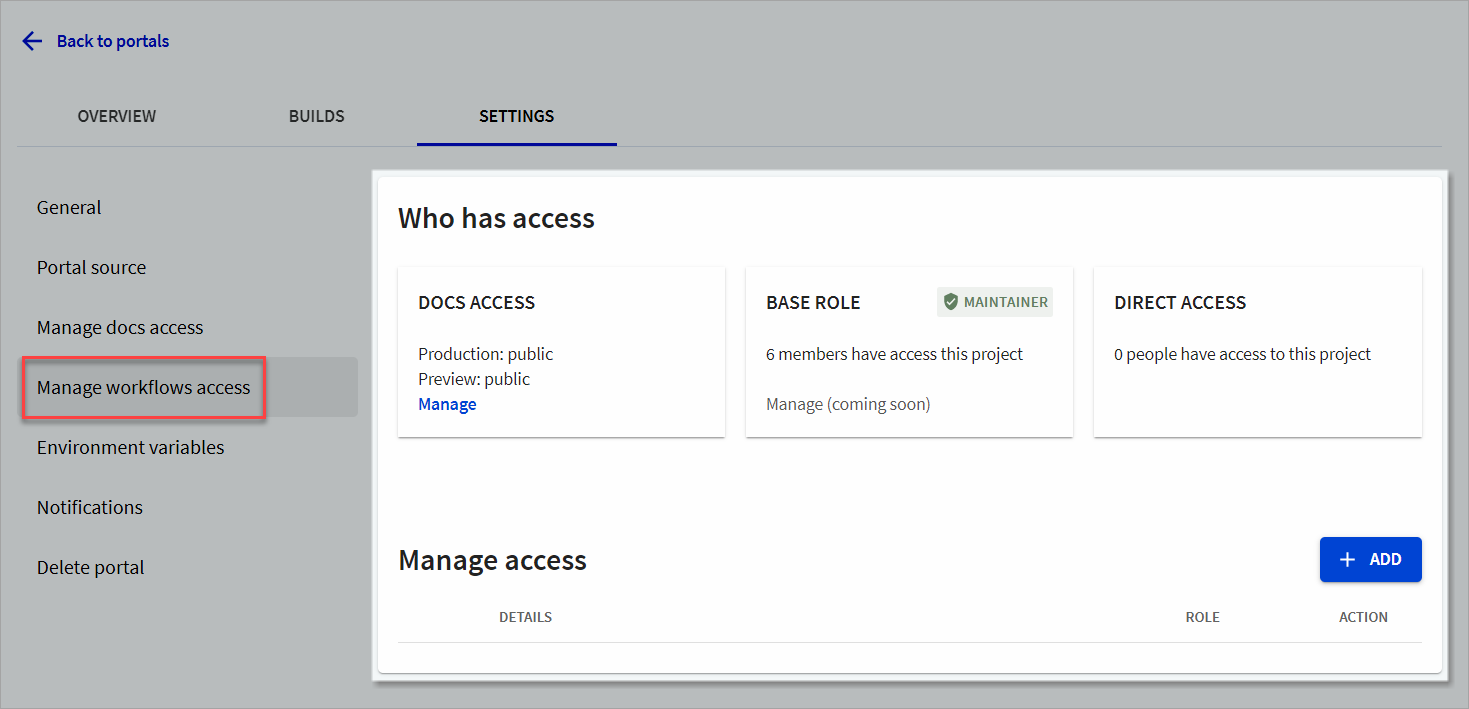 Back to portals
OVERVIEW
BUILDS
SETTINGS
General
Portal source
Manage docs access
Manage workflows access
Environment variables
Notifications
Delete portal
Who has access
DOCS ACCESS
Production: public
Preview: public
Manage
BASE ROLE
MAINTAINER
6 members have access this project
Manage (coming soon)
DIRECT ACCESS
0 people have access to this project
Manage access
+ ADD
DETAILS
ROLE
ACTION